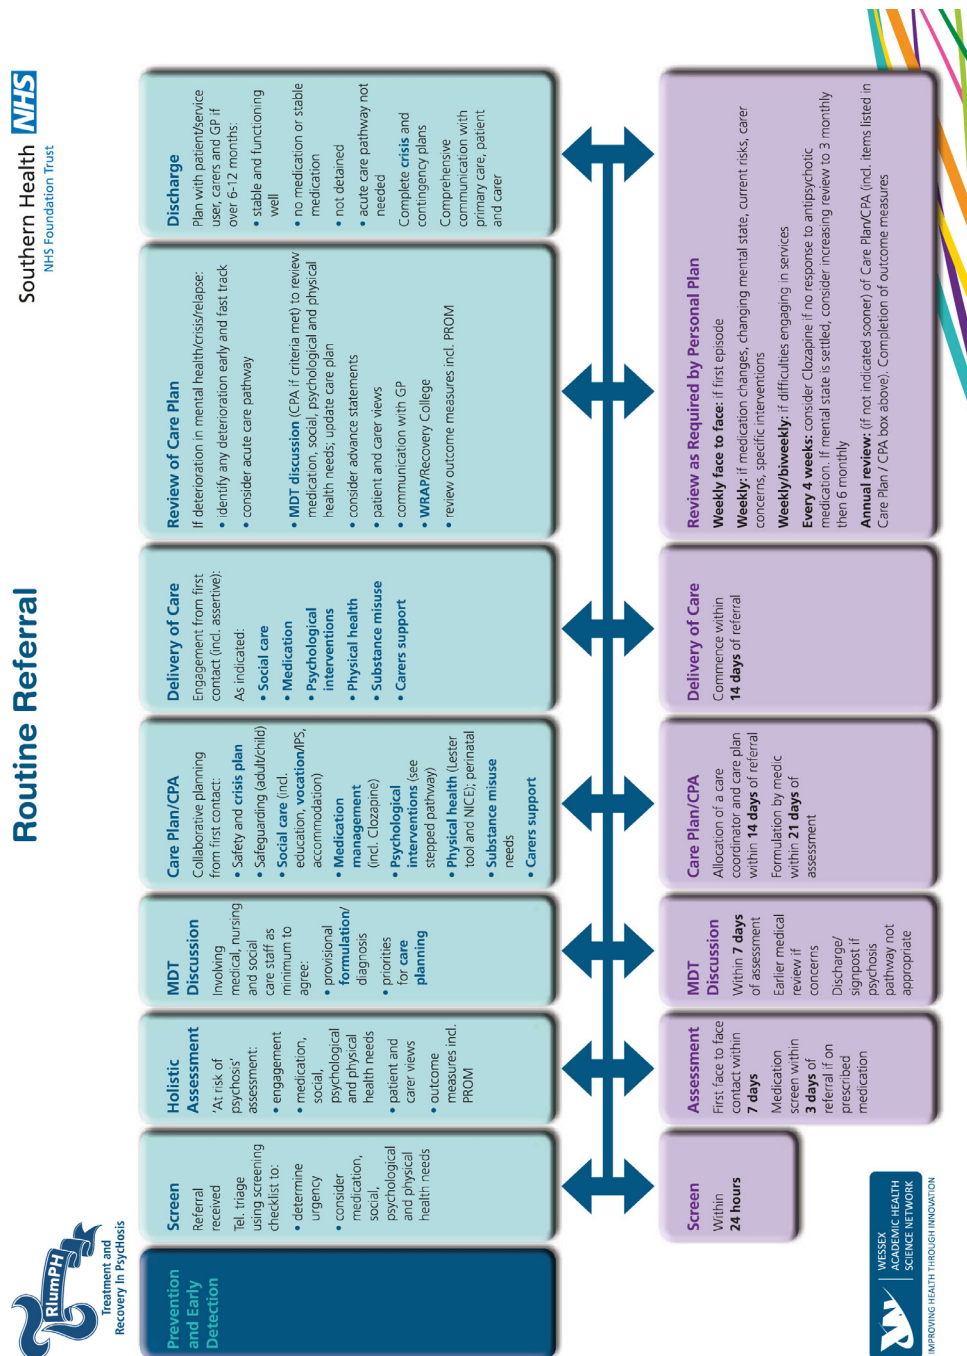 Routine Referral
Southern Health NHS
NHS Foundation Trust
RIumPH
Treatment and
Recovery In PsycHosis
Prevention
and Early
Detection
Screen
Referral
received
Tel. triage
using screening
checklist to:
• determine
urgency
• consider
medication,
social,
psychological
and physical
health needs
Holistic
Assessment
'At risk of
psychosis'
assessment:
• engagement
• medication,
social,
psychological
and physical
health needs
• patient and
carer views
• outcome
measures incl.
PROM
MDT
Discussion
Involving
medical, nursing
and social
care staff as
minimum to
agree:
• provisional
formulation/
diagnosis
• priorities
for care
planning
Care Plan/CPA
Collaborative planning
from first contact:
• Safety and crisis plan
• Safeguarding (adult/child)
• Social care (incl.
education, vocation/IPS,
accommodation)
• Medication
management
(incl. Clozapine)
• Psychological
interventions (see
stepped pathway)
• Physical health (Lester
tool and NICE); perinatal
• Substance misuse
needs
• Carers support
Delivery of Care
Engagement from first
contact (incl. assertive):
As indicated:
• Social care
• Medication
• Psychological
interventions
• Physical health
• Substance misuse
• Carers support
Review of Care Plan
If deterioration in mental health/crisis/relapse:
• identify any deterioration early and fast track
• consider acute care pathway
• MDT discussion (CPA if criteria met) to review
medication, social, psychological and physical
health needs; update care plan
• consider advance statements
• patient and carer views
• communication with GP
• WRAP/Recovery College
• review outcome measures incl. PROM
Discharge
Plan with patient/service
user, carers and GP if
over 6-12 months:
• stable and functioning
well
• no medication or stable
medication
• not detained
• acute care pathway not
needed
Complete crisis and
contingency plans
Comprehensive
communication with
primary care, patient
and carer
Screen
Within
24 hours
Assessment
First face to face
contact within
7 days
Medication
screen within
3 days of
referral if on
prescribed
medication
MDT
Discussion
Within 7 days
of assessment
Earlier medical
review if
concerns
Discharge/
signpost if
psychosis
pathway not
appropriate
Care Plan/CPA
Allocation of a care
coordinator and care plan
within 14 days of referral
Formulation by medic
within 21 days of
assessment
Delivery of Care
Commence within
14 days of referral
Review as Required by Personal Plan
Weekly face to face: if first episode
Weekly: if medication changes, changing mental state, current risks, carer
concerns, specific interventions
Weekly/biweekly: if difficulties engaging in services
Every 4 weeks: consider Clozapine if no response to antipsychotic
medication. If mental state is settled, consider increasing review to 3 monthly
then 6 monthly
Annual review: (if not indicated sooner) of Care Plan/CPA (incl. items listed in
Care Plan / CPA box above). Completion of outcome measures
WESSEX
ACADEMIC HEALTH
SCIENCE NETWORK
IMPROVING HEALTH THROUGH INNOVATION